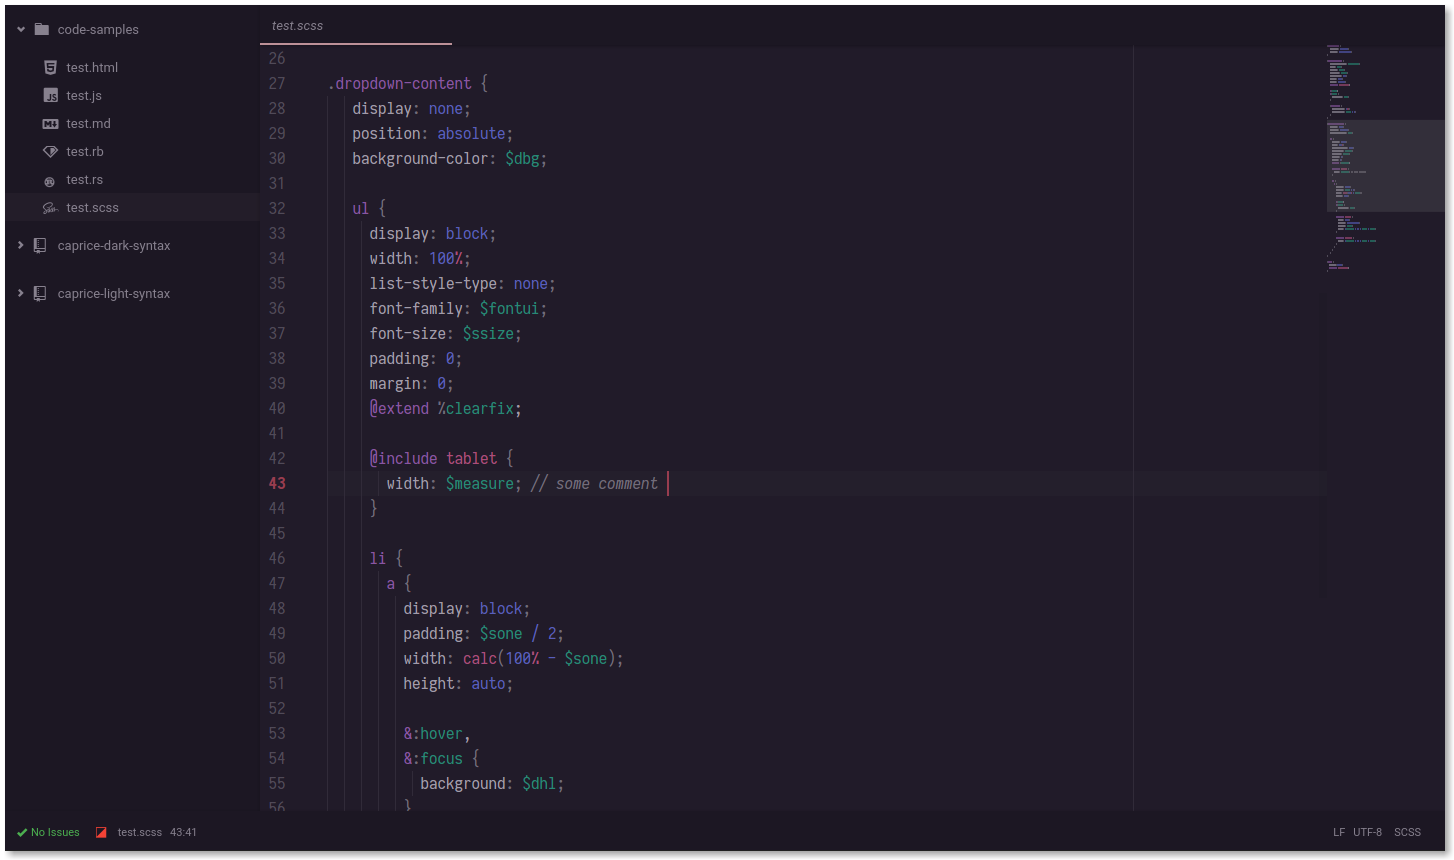 code-samples
test.html
test.js
test.md
test.rb
test.rs
test.scss
caprice-dark-syntax
caprice-light-syntax
test.scss
26
27 .dropdown-content {
28 display: none;
29 position: absolute;
30 background-color: $dbg;
31
32 ul {
33 display: block;
34 width: 100%;
35 list-style-type: none;
36 font-family: $fontui;
37 font-size: $ssize;
38 padding: 0;
39 margin: 0;
40 @extend %clearfix;
41
42 @include tablet {
43 width: $measure; // some comment
44 }
45
46 li {
47 a {
48 display: block;
49 padding: $sone / 2;
50 width: calc(100% - $sone);
51 height: auto;
52
53 &:hover,
54 &:focus {
55 background: $dhl;
56 }
No Issues test.scss 43:41 LF UTF-8 SCSS